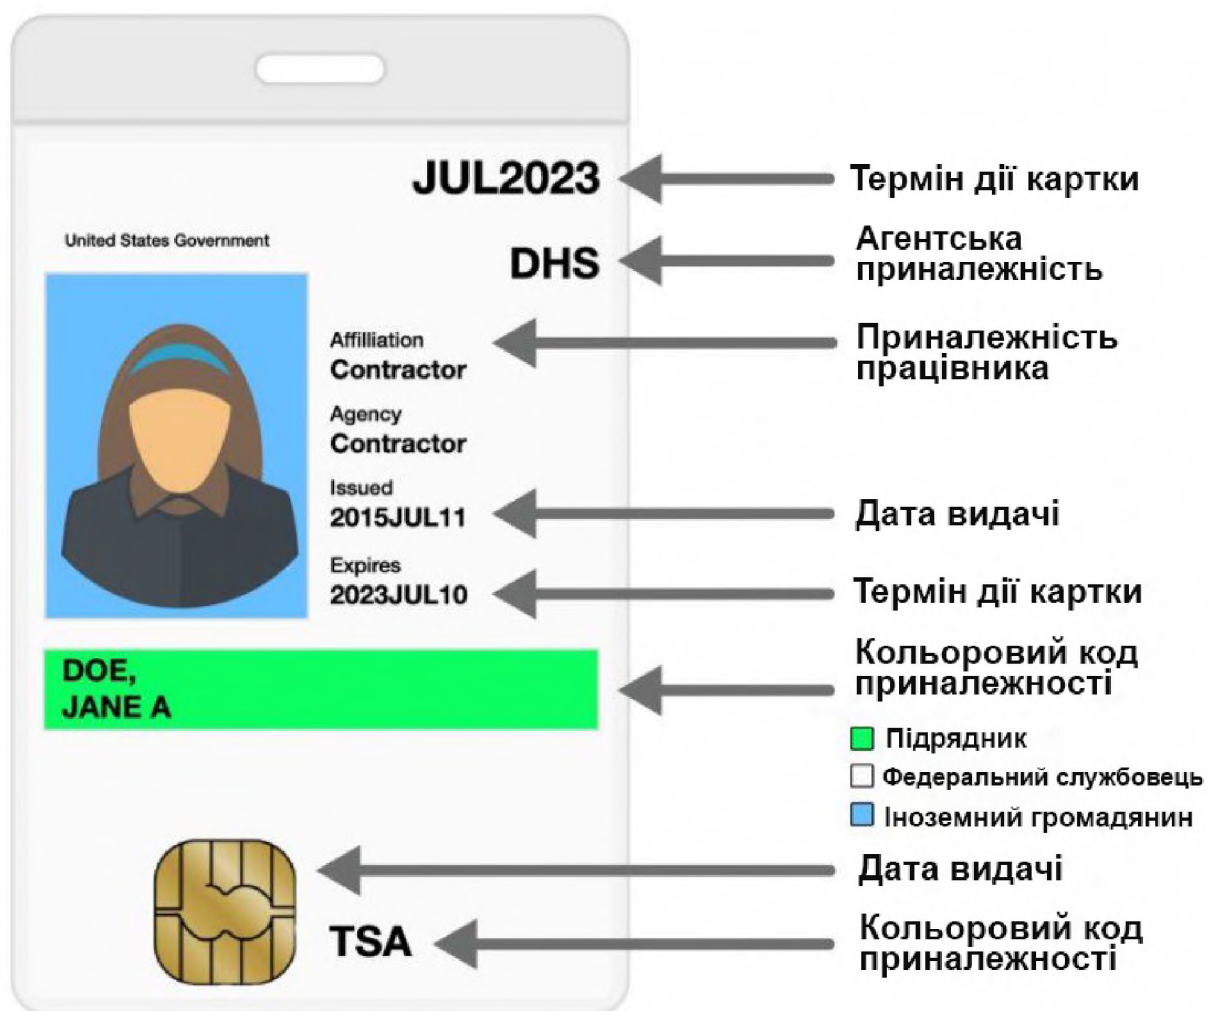 JUL2023
Термін дії картки
United States Government
DHS
Агентська
приналежність
Affilliation
Contractor
Приналежність
працівника
Agency
Contractor
Issued
2015JUL11
Дата видачі
Expires
2023JUL10
Термін дії картки
DOE,
JANE A
Кольоровий код
приналежності
Підрядник
Федеральний службовець
Іноземний громадянин
Дата видачі
TSA
Кольоровий код
приналежності